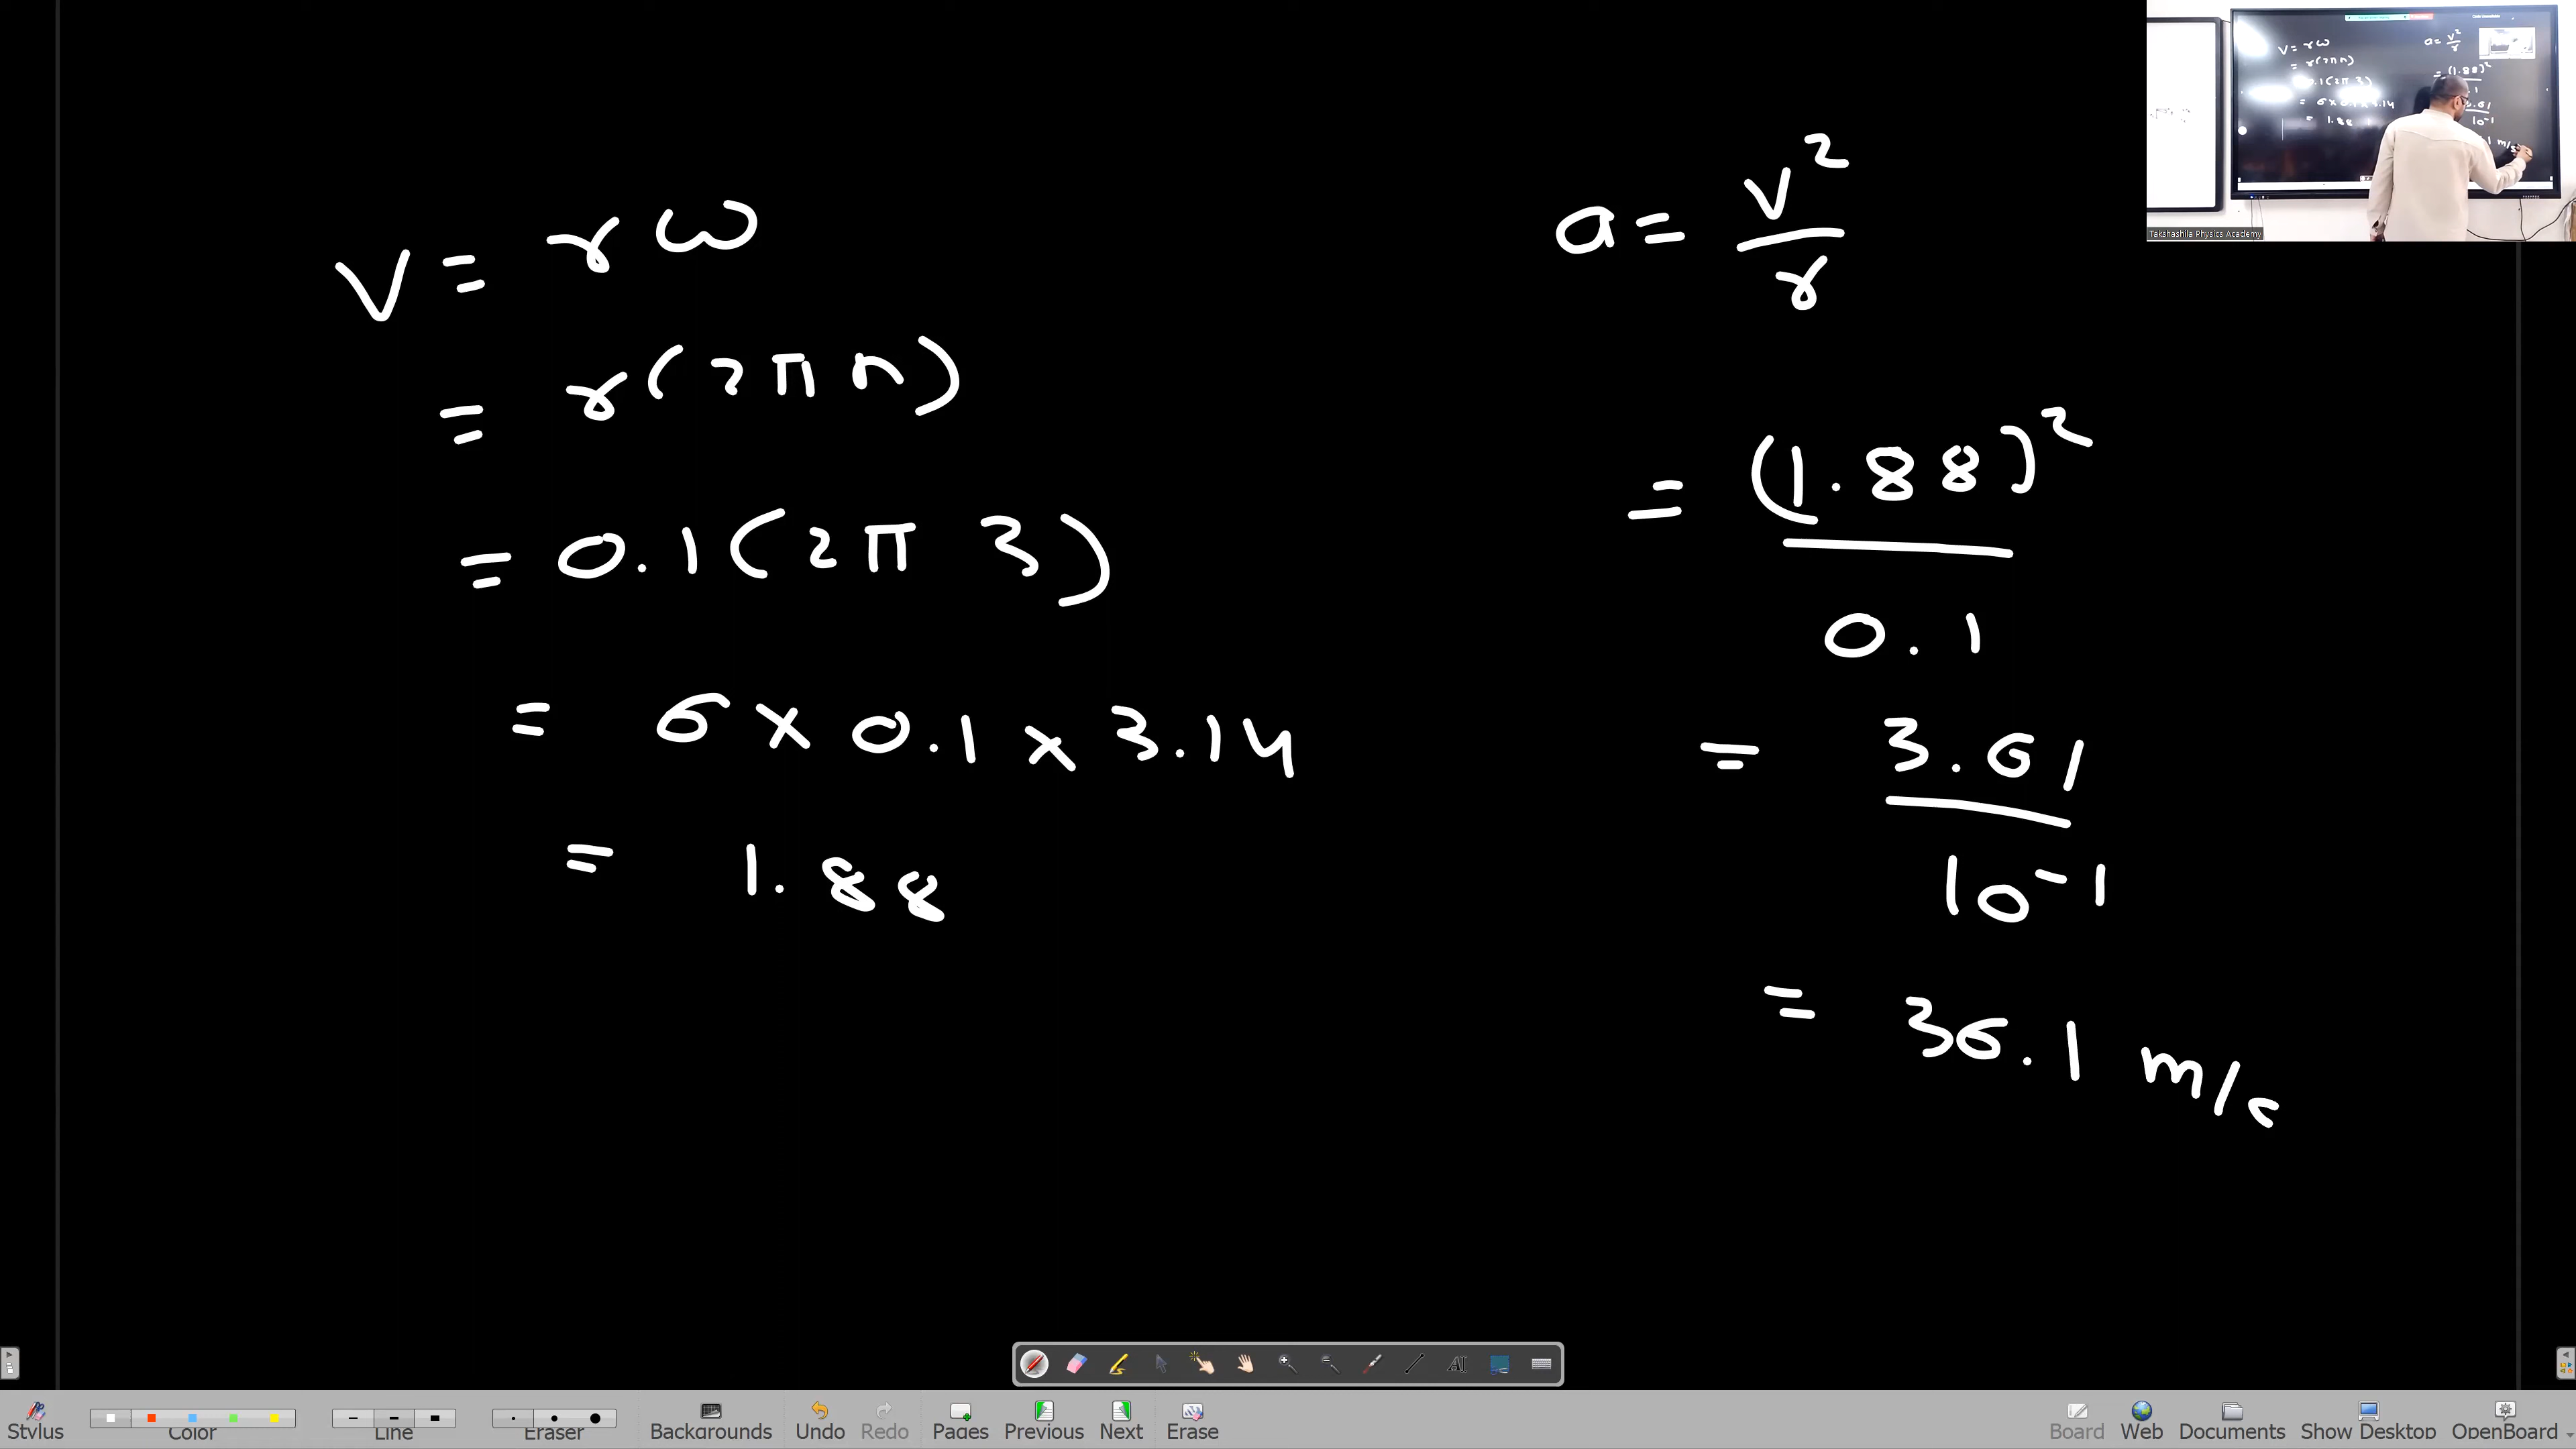 V = rω
= r(2πn)
= 0.1(2π 3)
= 6 × 0.1 × 3.14
= 1.88
a = v²/r
= (1.88)²/0.1
= 3.61/10⁻¹
= 36.1 m/s
Takshashila Physics Academy
Stylus
Color
Line
Eraser
Backgrounds
Undo
Redo
Pages
Previous
Next
Erase
Board
Web
Documents
Show Desktop
OpenBoard